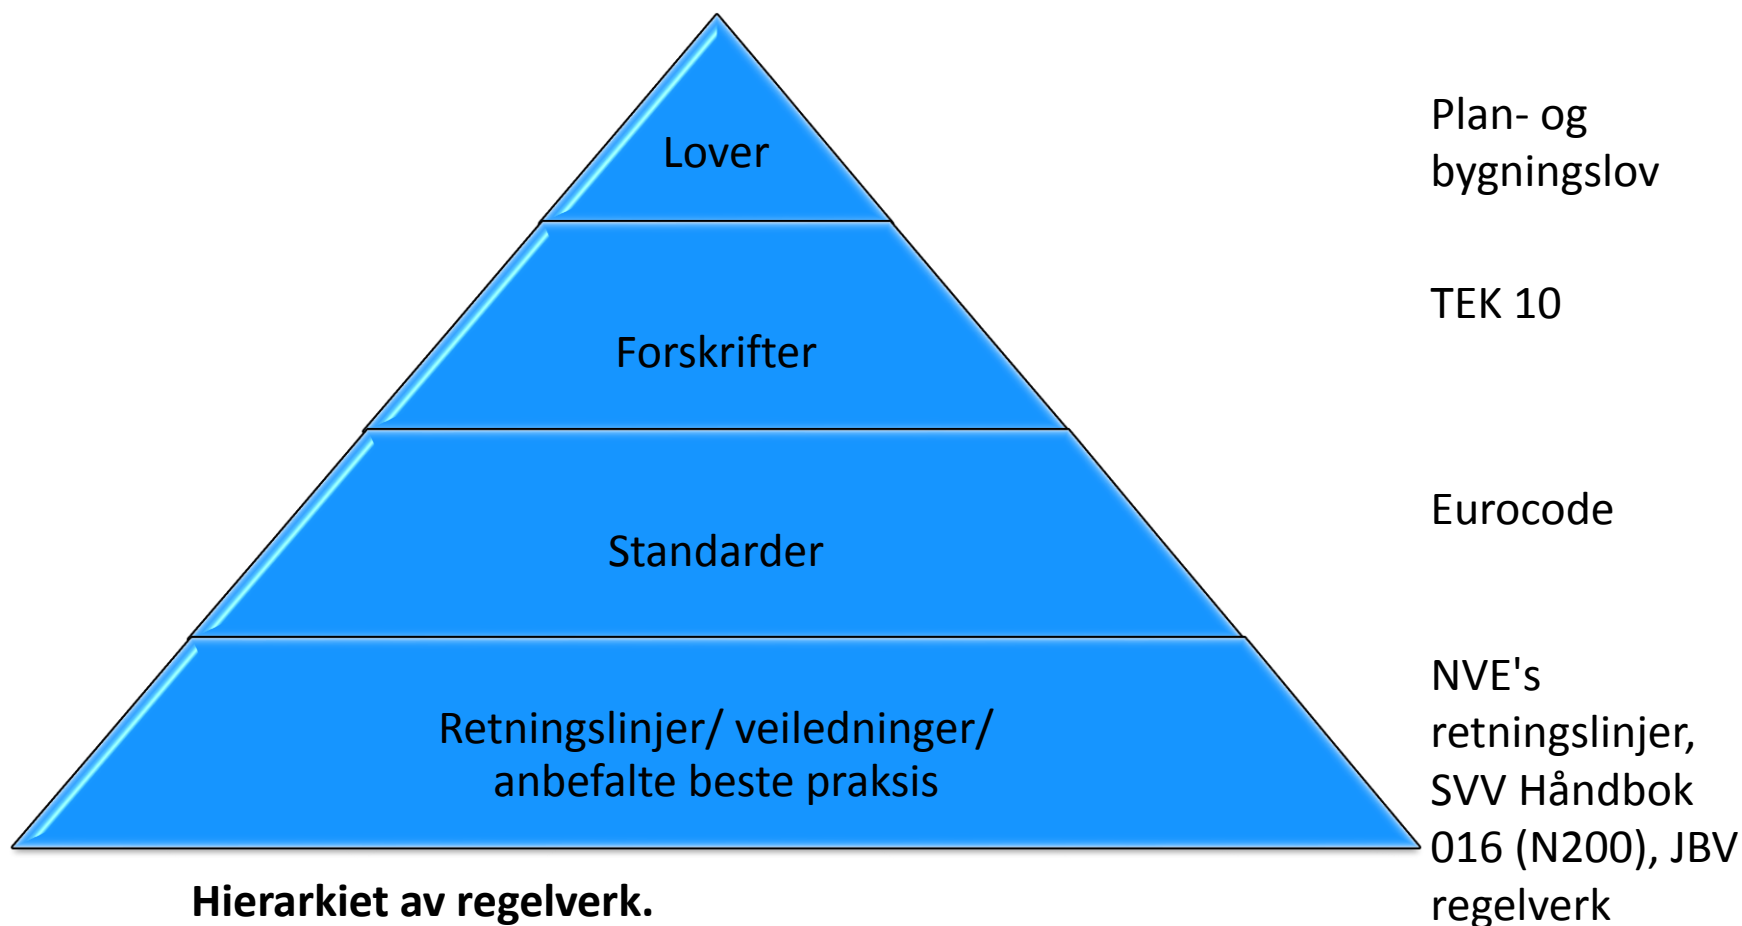 Lover
Plan- og
bygningslov
Forskrifter
TEK 10
Standarder
Eurocode
Retningslinjer/ veiledninger/
anbefalte beste praksis
NVE's
retningslinjer,
SVV Håndbok
016 (N200), JBV
regelverk
Hierarkiet av regelverk.